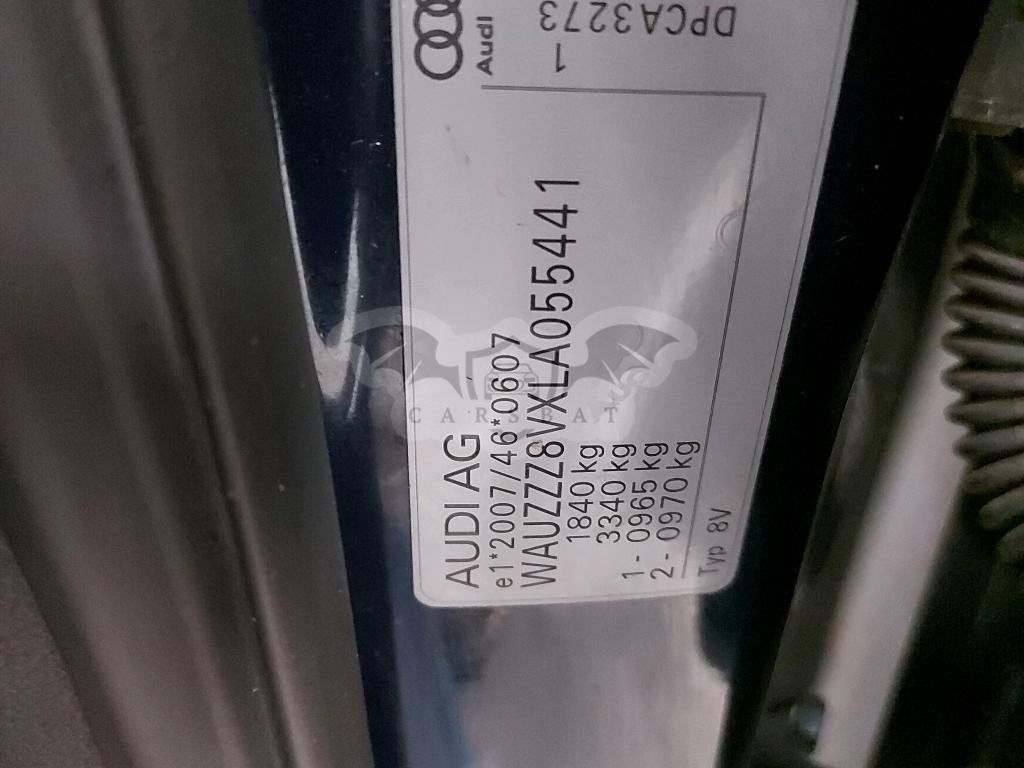 AUDI AG
e1*2007/46*0607
WAUZZZ8VXLA055441
1840 kg
3340 kg
1- 0965 kg
2- 0970 kg
Typ 8V
Audi
1
DPCA3273
CARSBAT